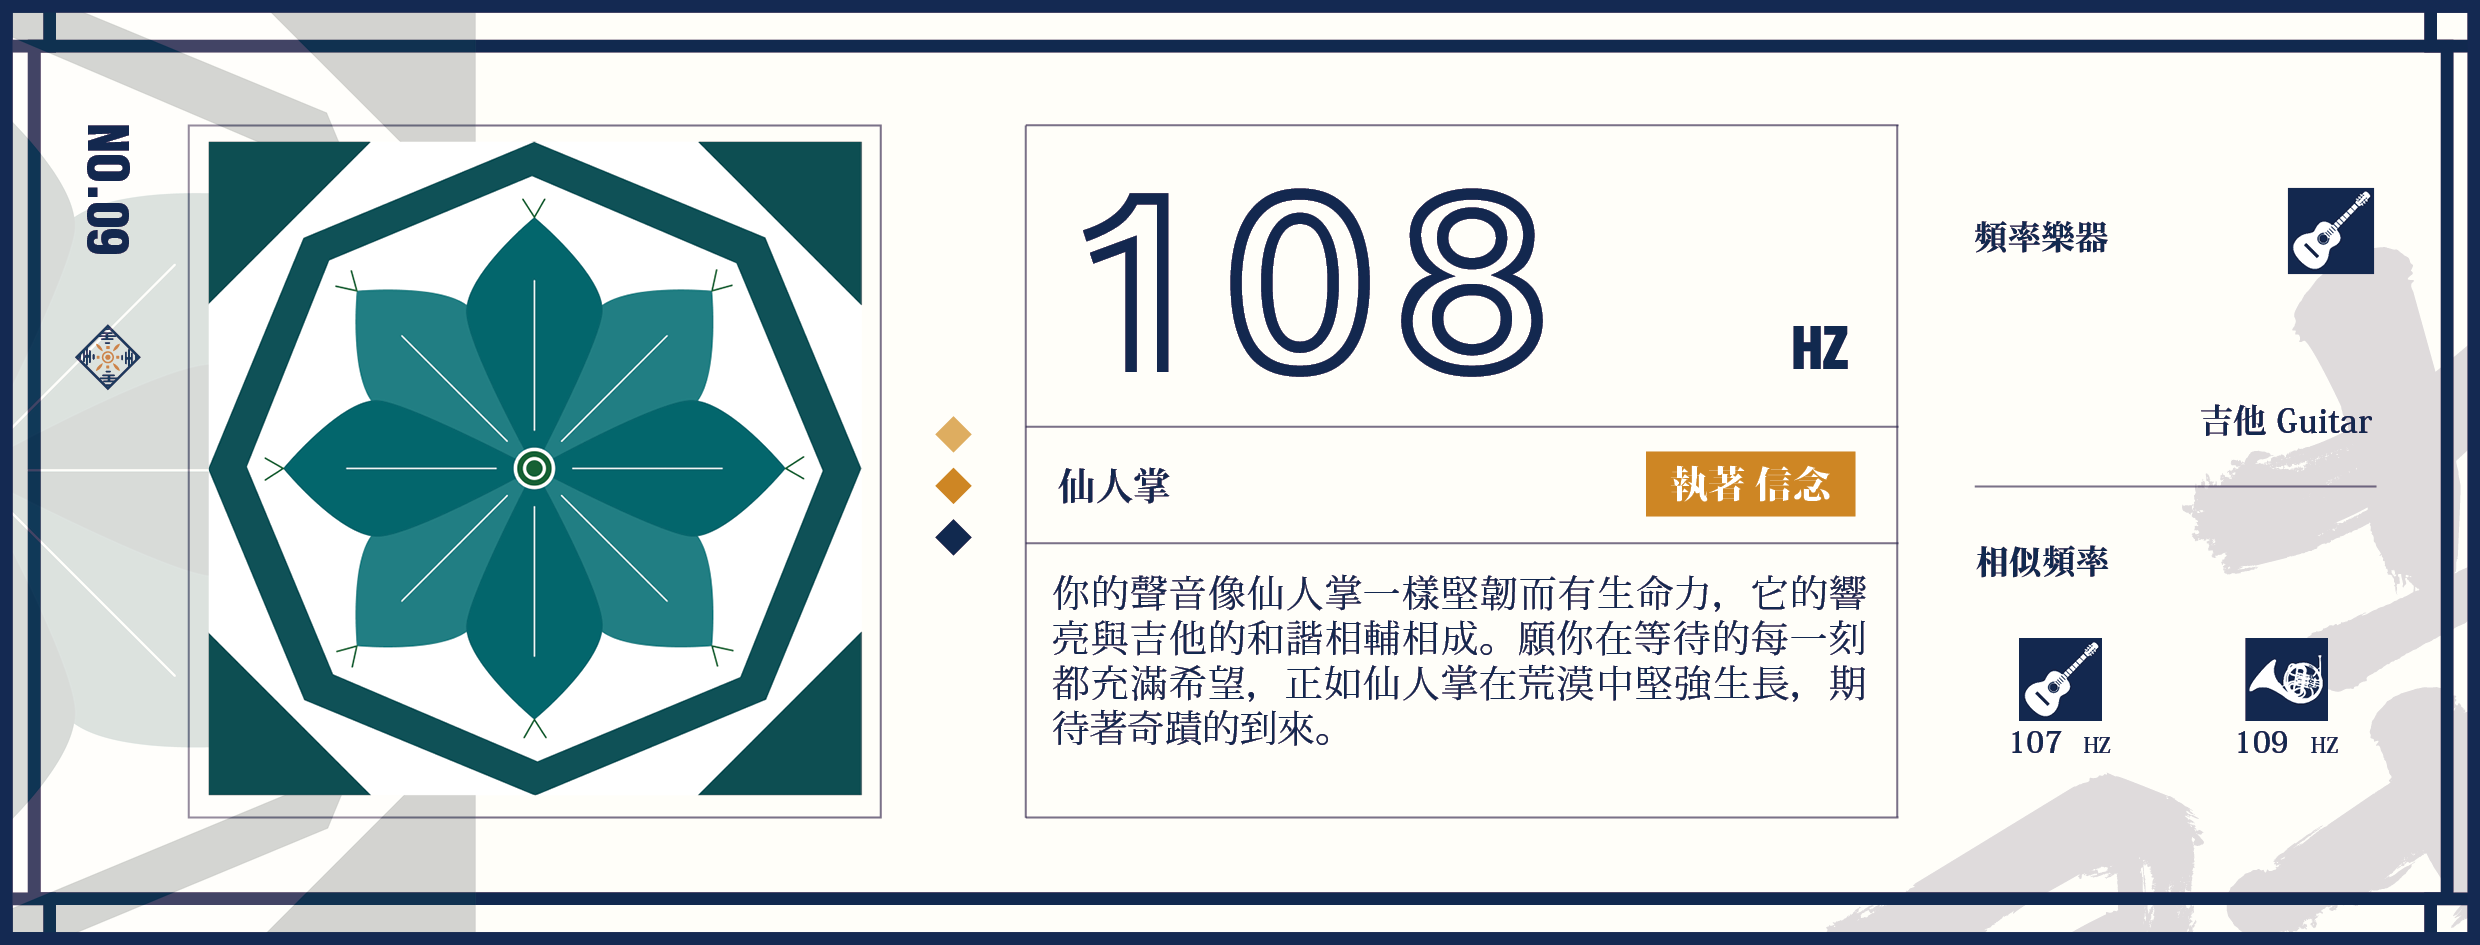 NO.09
108
HZ
仙人掌
執著 信念
你的聲音像仙人掌一樣堅韌而有生命力，它的響
亮與吉他的和諧相輔相成。願你在等待的每一刻
都充滿希望，正如仙人掌在荒漠中堅強生長，期
待著奇蹟的到來。
頻率樂器
吉他 Guitar
相似頻率
107 HZ
109 HZ